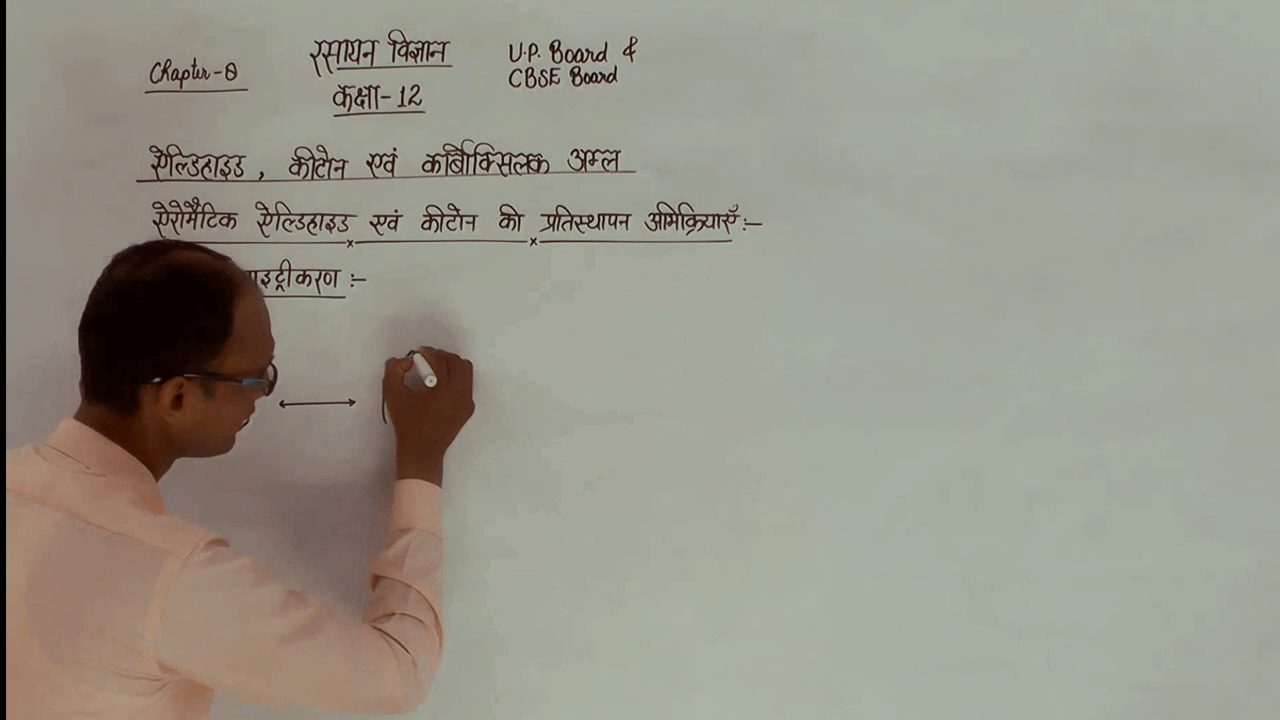 Chapter-8
रसायन विज्ञान
कक्षा-12
U.P. Board &
CBSE Board
ऐल्डिहाइड, कीटोन एवं कार्बोक्सिलिक अम्ल
ऐरोमैटिक ऐल्डिहाइड एवं कीटोन की प्रतिस्थापन अभिक्रियाएँ :-